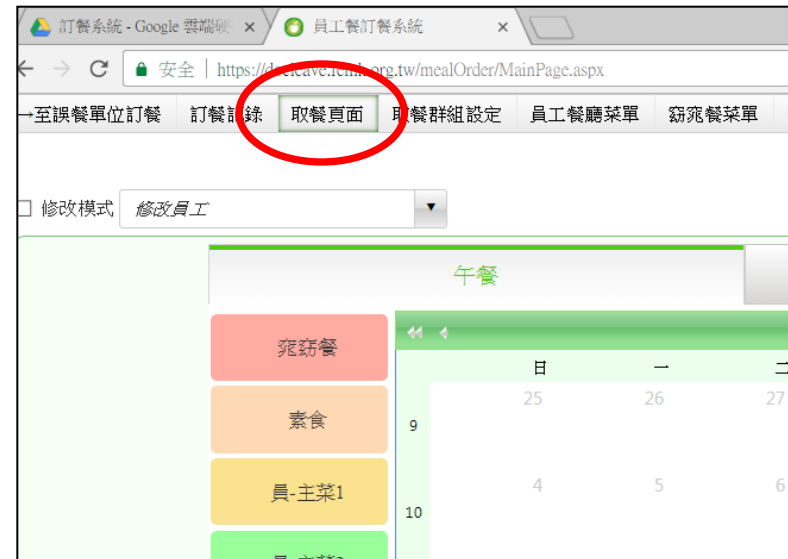 訂餐系統 - Google 雲端硬
員工餐訂餐系統
安全 https://
.org.tw/mealOrder/MainPage.aspx
→至誤餐單位訂餐 訂餐記錄 取餐頁面 取餐群組設定 員工餐廳菜單 窈窕餐菜單
修改模式 修改員工
午餐
窕窈餐
素食
員-主菜1
日 一 二
25 26 27
9
4 5 6
10